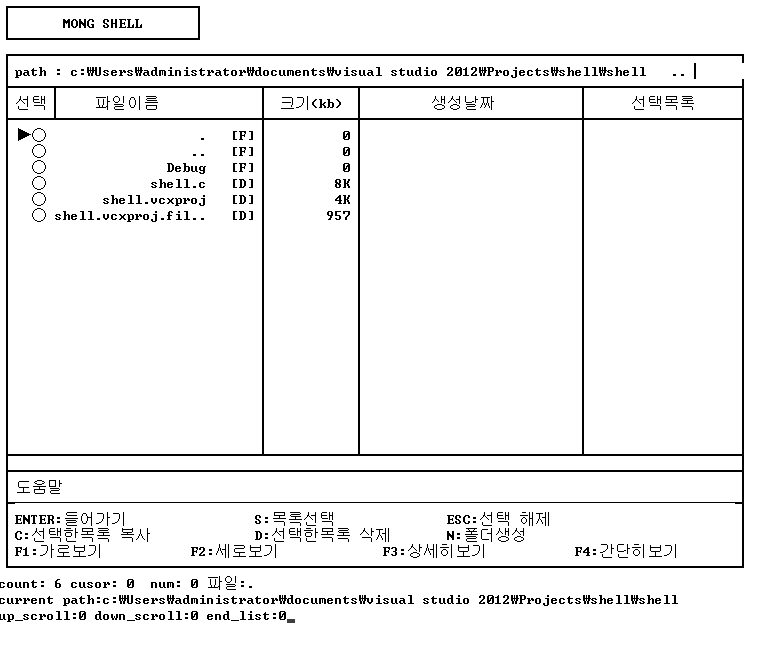 MONG SHELL
path : c:₩Users₩administrator₩documents₩visual studio 2012₩Projects₩shell₩shell ..
선택 파일이름 크기(kb) 생성날짜 선택목록
. [F] 0
.. [F] 0
Debug [F] 0
shell.c [D] 8K
shell.vcxproj [D] 4K
shell.vcxproj.fil.. [D] 957
도움말
ENTER:들어가기 S:목록선택 ESC:선택 해제
C:선택한목록 복사 D:선택한목록 삭제 N:폴더생성
F1:가로보기 F2:세로보기 F3:상세히보기 F4:간단히보기
count: 6 cusor: 0 num: 0 파일:.
current path:c:₩Users₩administrator₩documents₩visual studio 2012₩Projects₩shell₩shell
up_scroll:0 down_scroll:0 end_list:0